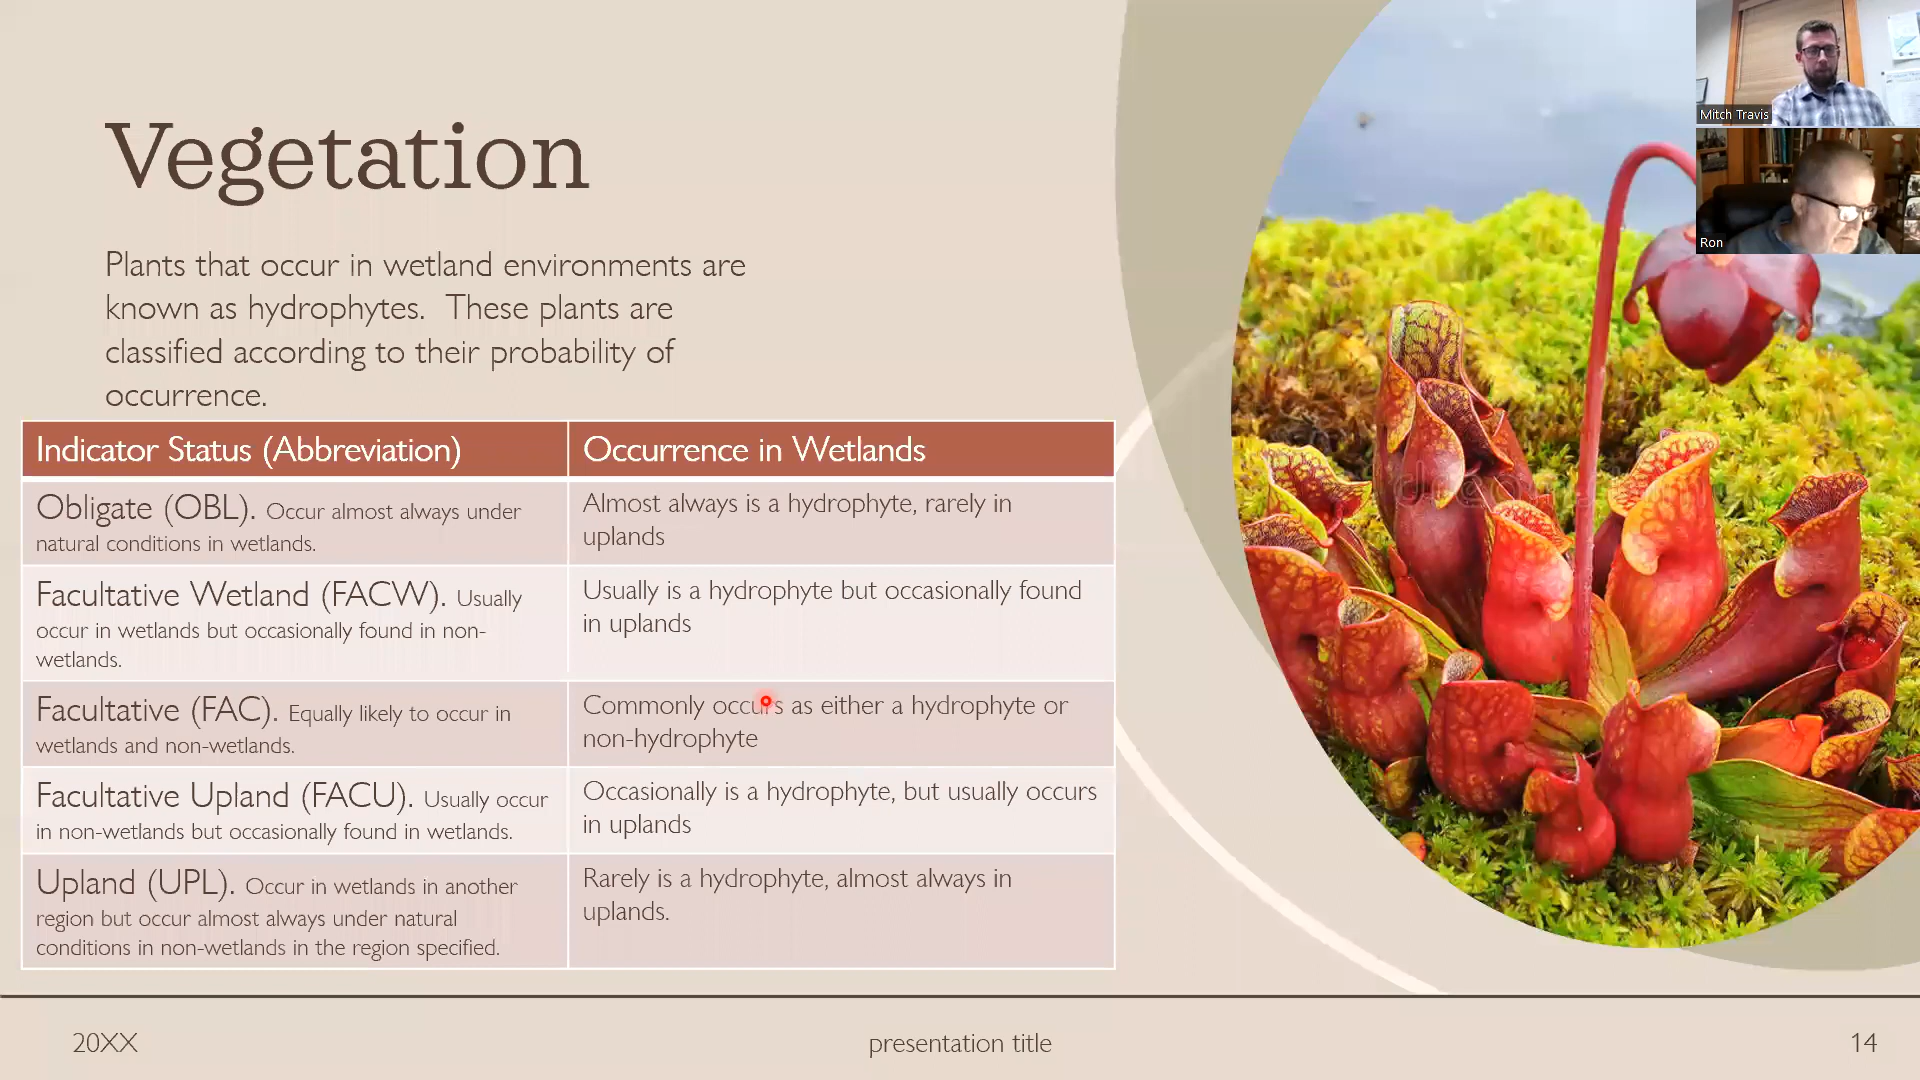 Vegetation
Plants that occur in wetland environments are
known as hydrophytes.  These plants are
classified according to their probability of
occurrence.
Indicator Status (Abbreviation)
Occurrence in Wetlands
Obligate (OBL). Occur almost always under
natural conditions in wetlands.
Almost always is a hydrophyte, rarely in
uplands
Facultative Wetland (FACW). Usually
occur in wetlands but occasionally found in non-
wetlands.
Usually is a hydrophyte but occasionally found
in uplands
Facultative (FAC). Equally likely to occur in
wetlands and non-wetlands.
Commonly occurs as either a hydrophyte or
non-hydrophyte
Facultative Upland (FACU). Usually occur
in non-wetlands but occasionally found in wetlands.
Occasionally is a hydrophyte, but usually occurs
in uplands
Upland (UPL). Occur in wetlands in another
region but occur almost always under natural
conditions in non-wetlands in the region specified.
Rarely is a hydrophyte, almost always in
uplands.
Mitch Travis
Ron
20XX
presentation title
14